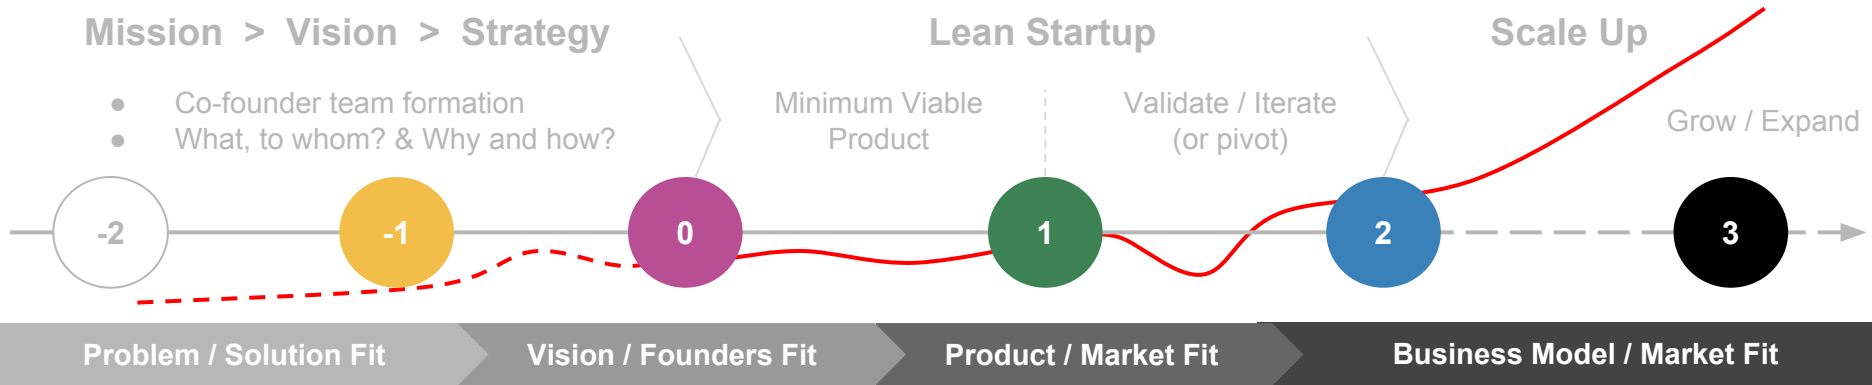 Mission > Vision > Strategy
● Co-founder team formation
● What, to whom? & Why and how?
Lean Startup
Minimum Viable
Product
Validate / Iterate
(or pivot)
Scale Up
Grow / Expand
-2
-1
0
1
2
3
Problem / Solution Fit
Vision / Founders Fit
Product / Market Fit
Business Model / Market Fit